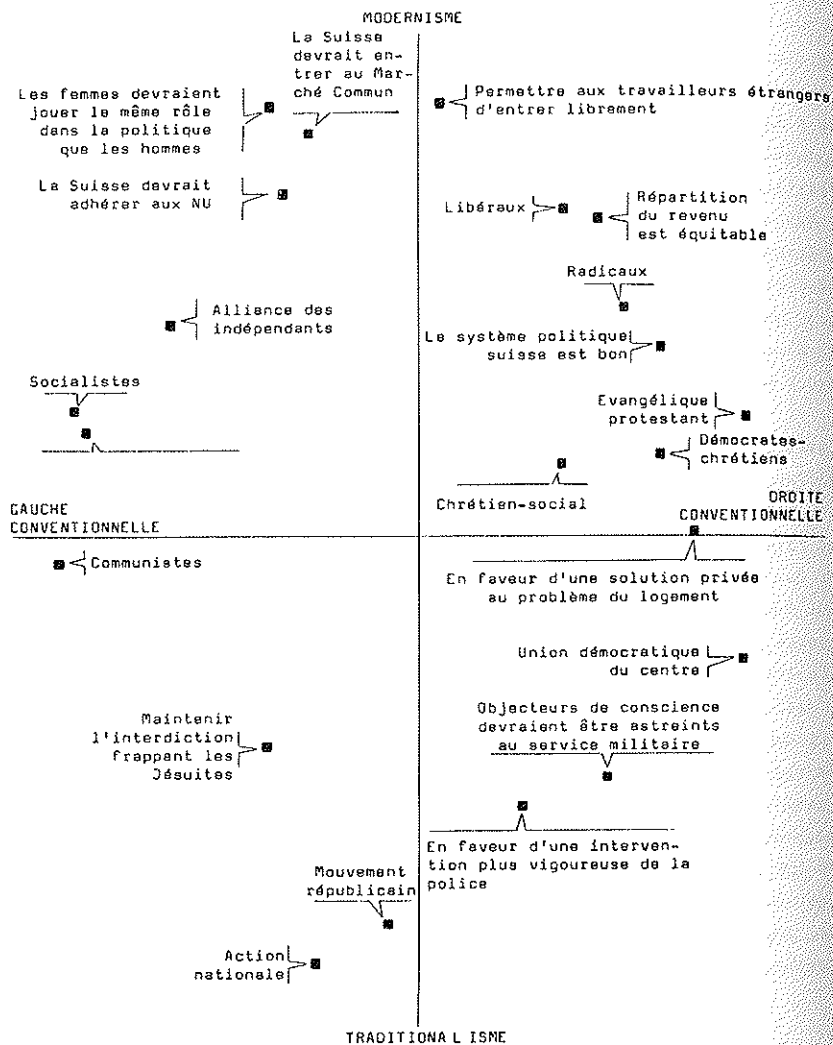 MODERNISME
La Suisse
devrait en-
trer au Mar-
ché Commun
Les femmes devraient
jouer le même rôle
dans la politique
que les hommes
Permettre aux travailleurs étrangers
d'entrer librement
La Suisse devrait
adhérer aux NU
Libéraux
Répartition
du revenu
est équitable
Radicaux
Alliance des
indépendants
Le système politique
suisse est bon
Socialistes
Evangélique
protestant
Démocrates-
chrétiens
Chrétien-social
GAUCHE
CONVENTIONNELLE
DROITE
CONVENTIONNELLE
Communistes
En faveur d'une solution privée
au problème du logement
Union démocratique
du centre
Maintenir
l'interdiction
frappant les
Jésuites
Objecteurs de conscience
devraient être astreints
au service militaire
En faveur d'une interven-
tion plus vigoureuse de la
police
Mouvement
républicain
Action
nationale
TRADITIONALISME